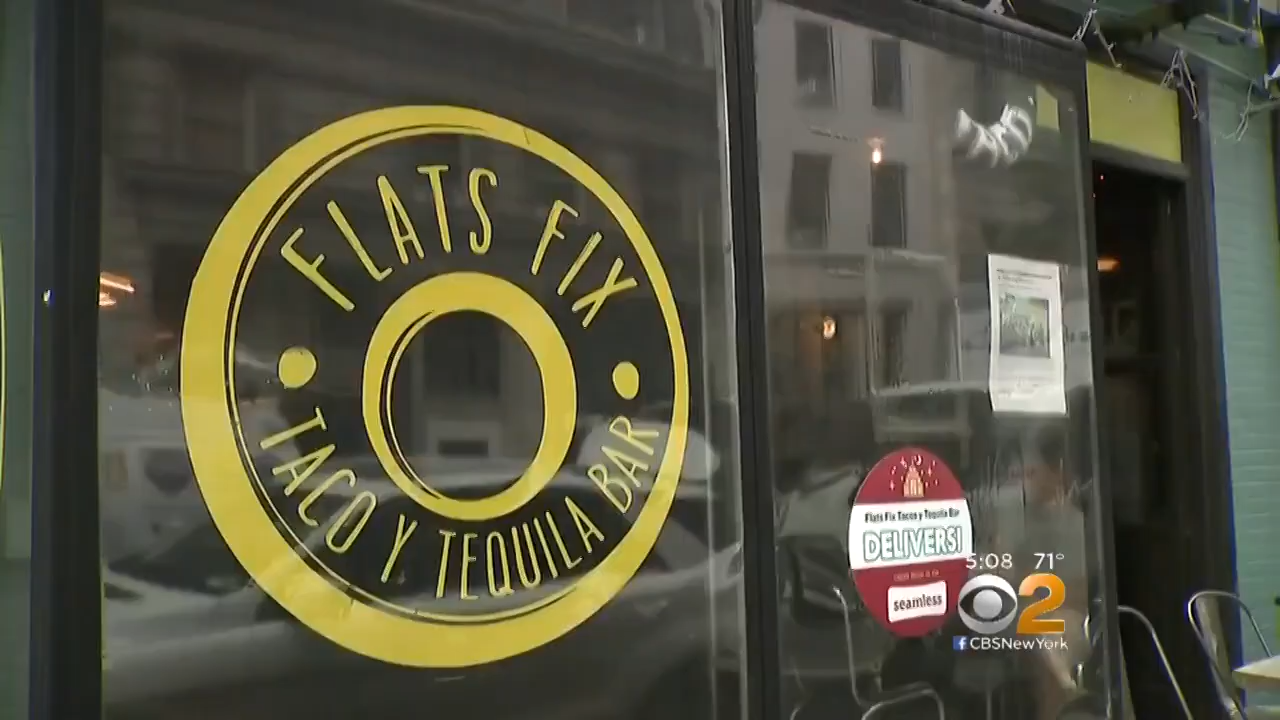 FLATS FIX
TACO Y TEQUILA BAR
Flats Fix Tacos y Tequila Bar
DELIVERS!
seamless
5:08 71°
2
CBSNewYork